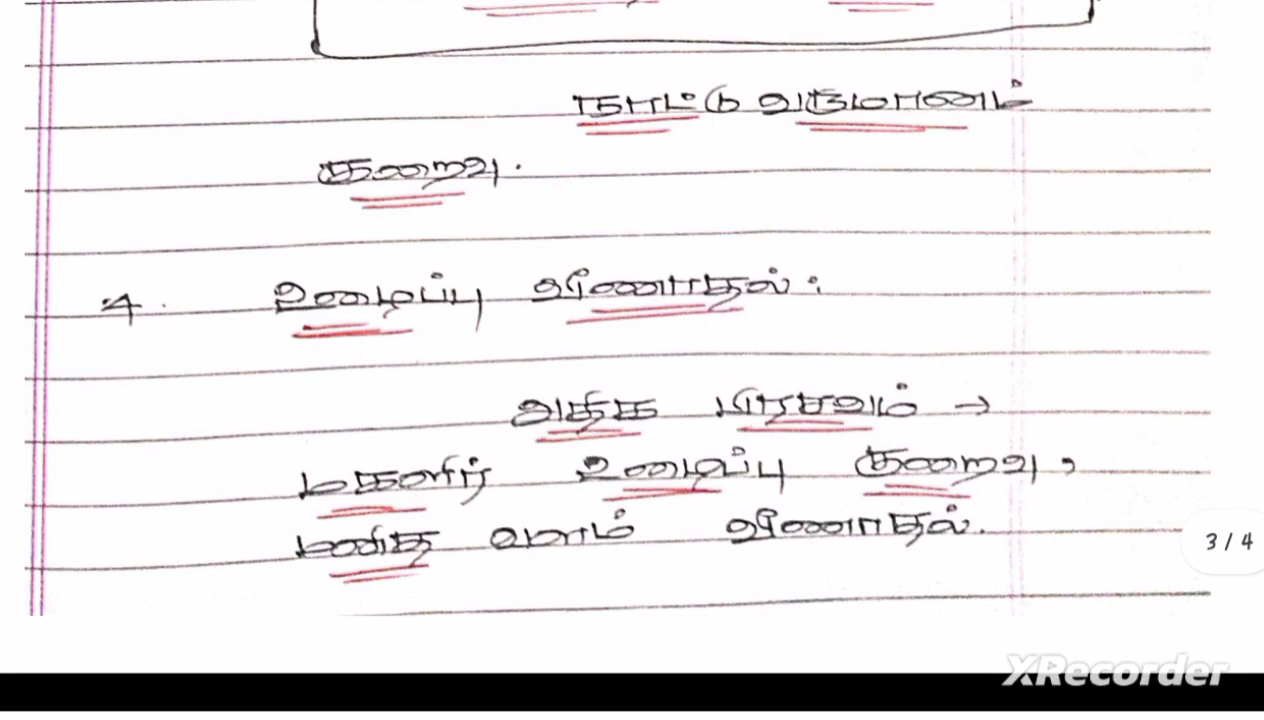 நாட்டு வருமானம்
குறைவு.
4. உழைப்பு வீணாதல் :
அதிக பிரசவம் →
மகளிர் உழைப்பு குறைவு,
மனித வளம் வீணாதல்.
3 / 4
XRecorder